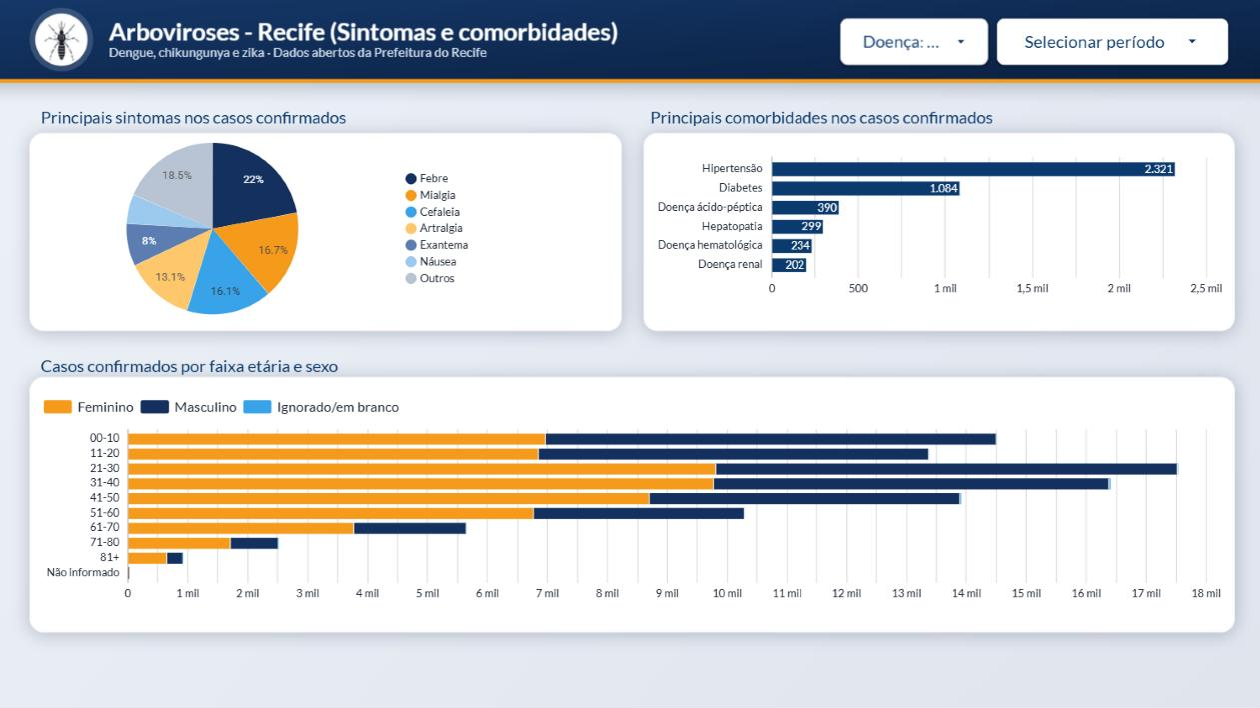 Arboviroses - Recife (Sintomas e comorbidades)
Dengue, chikungunya e zika - Dados abertos da Prefeitura do Recife
Doença: ...
Selecionar período
Principais sintomas nos casos confirmados
22%
16.7%
16.1%
13.1%
8%
18.5%
Febre
Mialgia
Cefaleia
Artralgia
Exantema
Náusea
Outros
Principais comorbidades nos casos confirmados
Hipertensão 2.321
Diabetes 1.084
Doença ácido-péptica 390
Hepatopatia 299
Doença hematológica 234
Doença renal 202
0 500 1 mil 1,5 mil 2 mil 2,5 mil
Casos confirmados por faixa etária e sexo
Feminino Masculino Ignorado/em branco
00-10
11-20
21-30
31-40
41-50
51-60
61-70
71-80
81+
Não informado
0 1 mil 2 mil 3 mil 4 mil 5 mil 6 mil 7 mil 8 mil 9 mil 10 mil 11 mil 12 mil 13 mil 14 mil 15 mil 16 mil 17 mil 18 mil